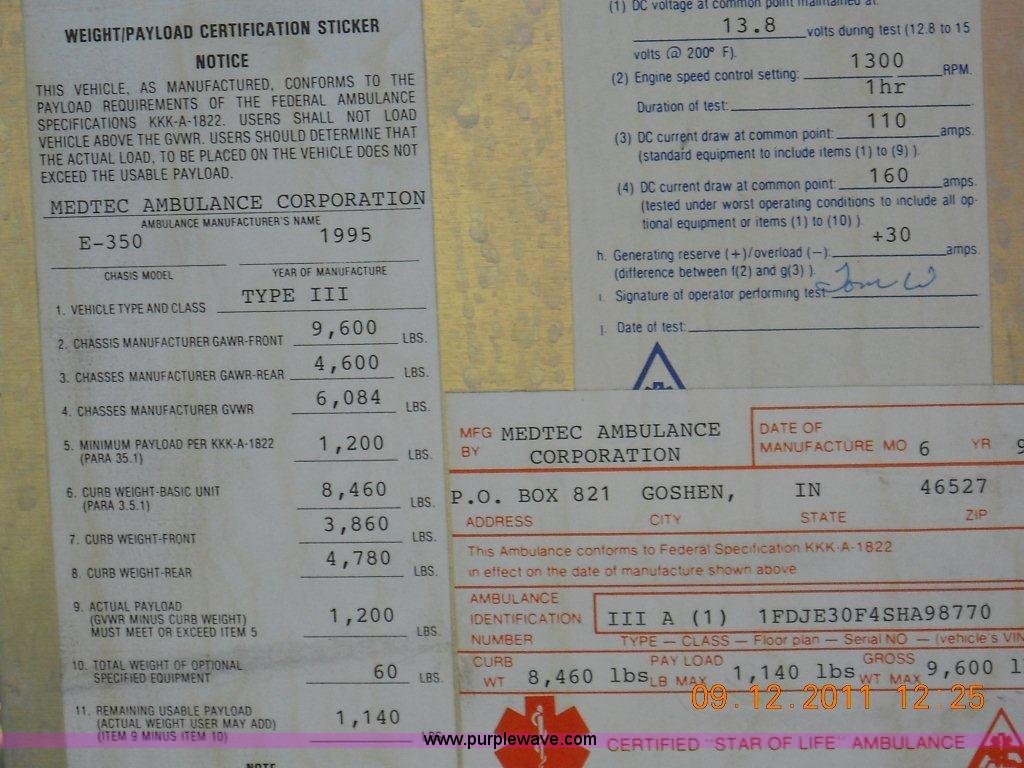 WEIGHT/PAYLOAD CERTIFICATION STICKER
NOTICE
THIS VEHICLE, AS MANUFACTURED, CONFORMS TO THE
PAYLOAD REQUIREMENTS OF THE FEDERAL AMBULANCE
SPECIFICATIONS KKK-A-1822. USERS SHALL NOT LOAD
VEHICLE ABOVE THE GVWR. USERS SHOULD DETERMINE THAT
THE ACTUAL LOAD, TO BE PLACED ON THE VEHICLE DOES NOT
EXCEED THE USABLE PAYLOAD.
MEDTEC AMBULANCE CORPORATION
AMBULANCE MANUFACTURER'S NAME
E-350 1995
CHASIS MODEL YEAR OF MANUFACTURE
1. VEHICLE TYPE AND CLASS TYPE III
2. CHASSIS MANUFACTURER GAWR-FRONT 9,600 LBS.
3. CHASSES MANUFACTURER GAWR-REAR 4,600 LBS.
4. CHASSES MANUFACTURER GVWR 6,084 LBS.
5. MINIMUM PAYLOAD PER KKK-A-1822 1,200 LBS.
(PARA 35.1)
6. CURB WEIGHT-BASIC UNIT 8,460 LBS.
(PARA 3.5.1)
7. CURB WEIGHT-FRONT 3,860 LBS.
8. CURB WEIGHT-REAR 4,780 LBS.
9. ACTUAL PAYLOAD
(GVWR MINUS CURB WEIGHT) 1,200 LBS.
MUST MEET OR EXCEED ITEM 5
10. TOTAL WEIGHT OF OPTIONAL 60 LBS.
SPECIFIED EQUIPMENT
11. REMAINING USABLE PAYLOAD 1,140
(ACTUAL WEIGHT USER MAY ADD)
(ITEM 9 MINUS ITEM 10) LBS
NOTE
(1) DC voltage at common point maintained at:
13.8 volts during test (12.8 to 15
volts @ 200° F).
(2) Engine speed control setting: 1300 RPM.
Duration of test: 1hr
(3) DC current draw at common point: 110 amps.
(standard equipment to include items (1) to (9) ).
(4) DC current draw at common point: 160 amps.
(tested under worst operating conditions to include all op-
tional equipment or items (1) to (10) ).
h. Generating reserve (+)/overload (-): +30 amps.
(difference between f(2) and g(3) ).
i. Signature of operator performing test: Tom W
j. Date of test:
MFG BY MEDTEC AMBULANCE CORPORATION
DATE OF MANUFACTURE MO 6 YR 9
P.O. BOX 821 GOSHEN, IN 46527
ADDRESS CITY STATE ZIP
This Ambulance conforms to Federal Specification KKK-A-1822
in effect on the date of manufacture shown above
AMBULANCE IDENTIFICATION NUMBER III A (1) 1FDJE30F4SHA98770
TYPE — CLASS — Floor plan — Serial NO — (vehicle's VIN
CURB WT 8,460 lbs PAY LOAD LB MAX 1,140 lbs GROSS WT MAX 9,600 l
09.12.2011 12:25
CERTIFIED "STAR OF LIFE" AMBULANCE
www.purplewave.com